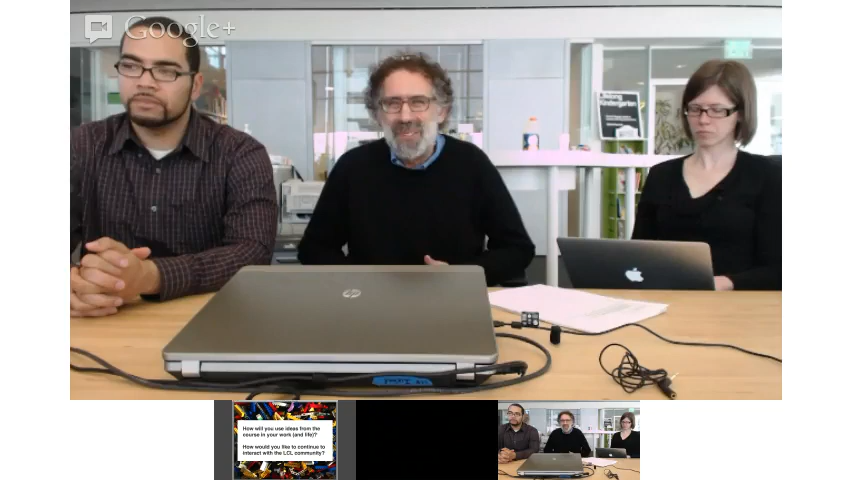 Google+
Lifelong
Kindergarten
hp
How will you use ideas from the
course in your work (and life)?
How would you like to continue to
interact with the LCL community?